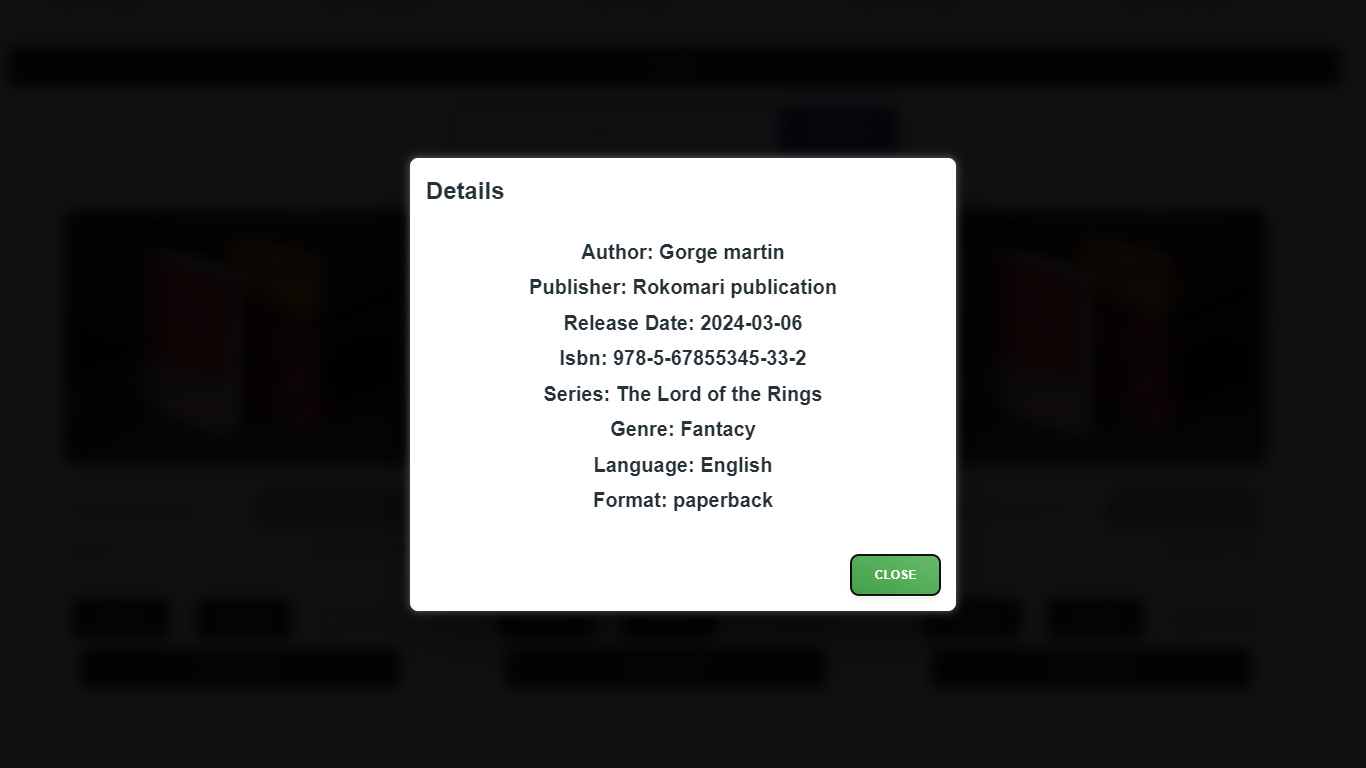 Details
Author: Gorge martin
Publisher: Rokomari publication
Release Date: 2024-03-06
Isbn: 978-5-67855345-33-2
Series: The Lord of the Rings
Genre: Fantacy
Language: English
Format: paperback
CLOSE